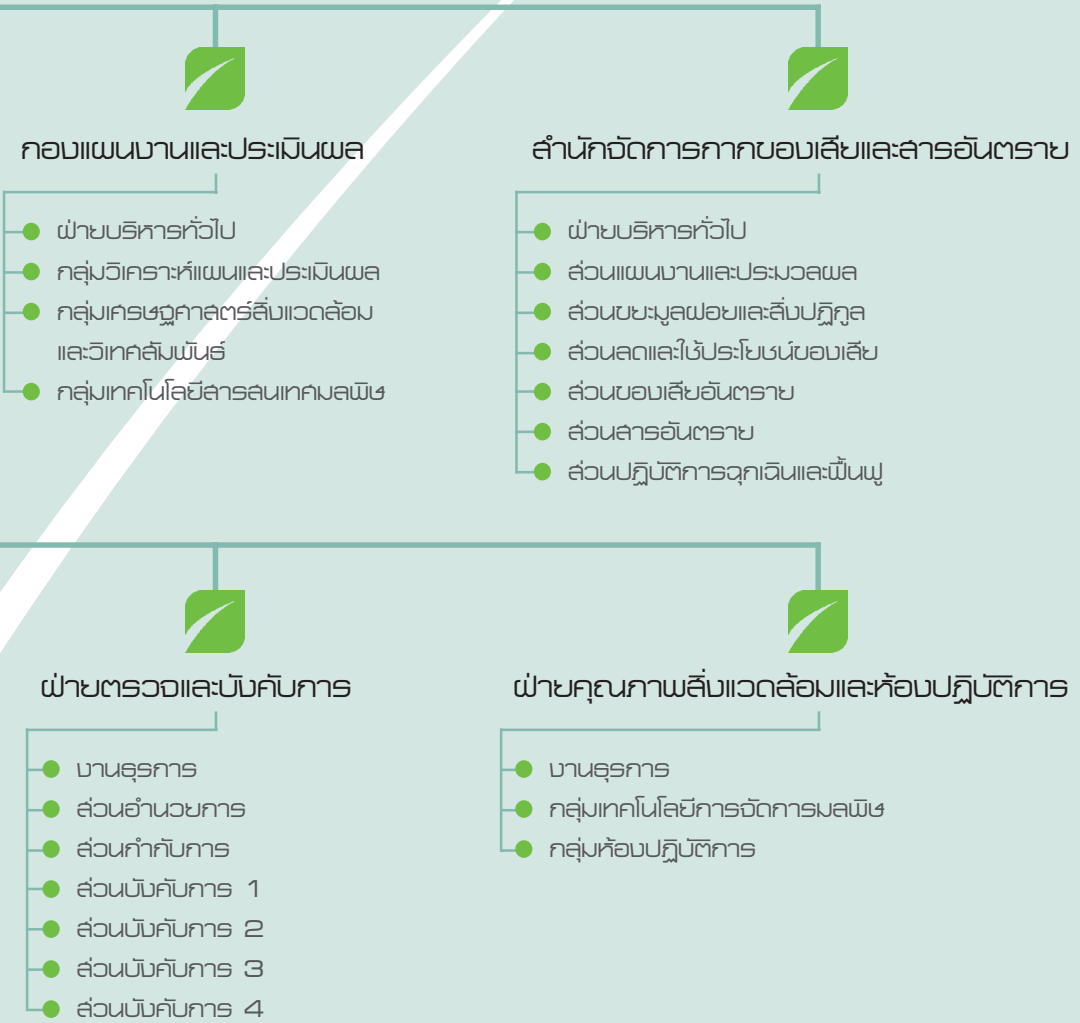 กองแผนงานและประเมินผล
ฝ่ายบริหารทั่วไป
กลุ่มวิเคราะห์แผนและประเมินผล
กลุ่มเศรษฐศาสตร์สิ่งแวดล้อม
และวิเทศสัมพันธ์
กลุ่มเทคโนโลยีสารสนเทศมลพิษ
สำนักจัดการกากของเสียและสารอันตราย
ฝ่ายบริหารทั่วไป
ส่วนแผนงานและประมวลผล
ส่วนขยะมูลฝอยและสิ่งปฏิกูล
ส่วนลดและใช้ประโยชน์ของเสีย
ส่วนของเสียอันตราย
ส่วนสารอันตราย
ส่วนปฏิบัติการฉุกเฉินและฟื้นฟู
ฝ่ายตรวจและบังคับการ
งานธุรการ
ส่วนอำนวยการ
ส่วนกำกับการ
ส่วนบังคับการ 1
ส่วนบังคับการ 2
ส่วนบังคับการ 3
ส่วนบังคับการ 4
ฝ่ายคุณภาพสิ่งแวดล้อมและห้องปฏิบัติการ
งานธุรการ
กลุ่มเทคโนโลยีการจัดการมลพิษ
กลุ่มห้องปฏิบัติการ